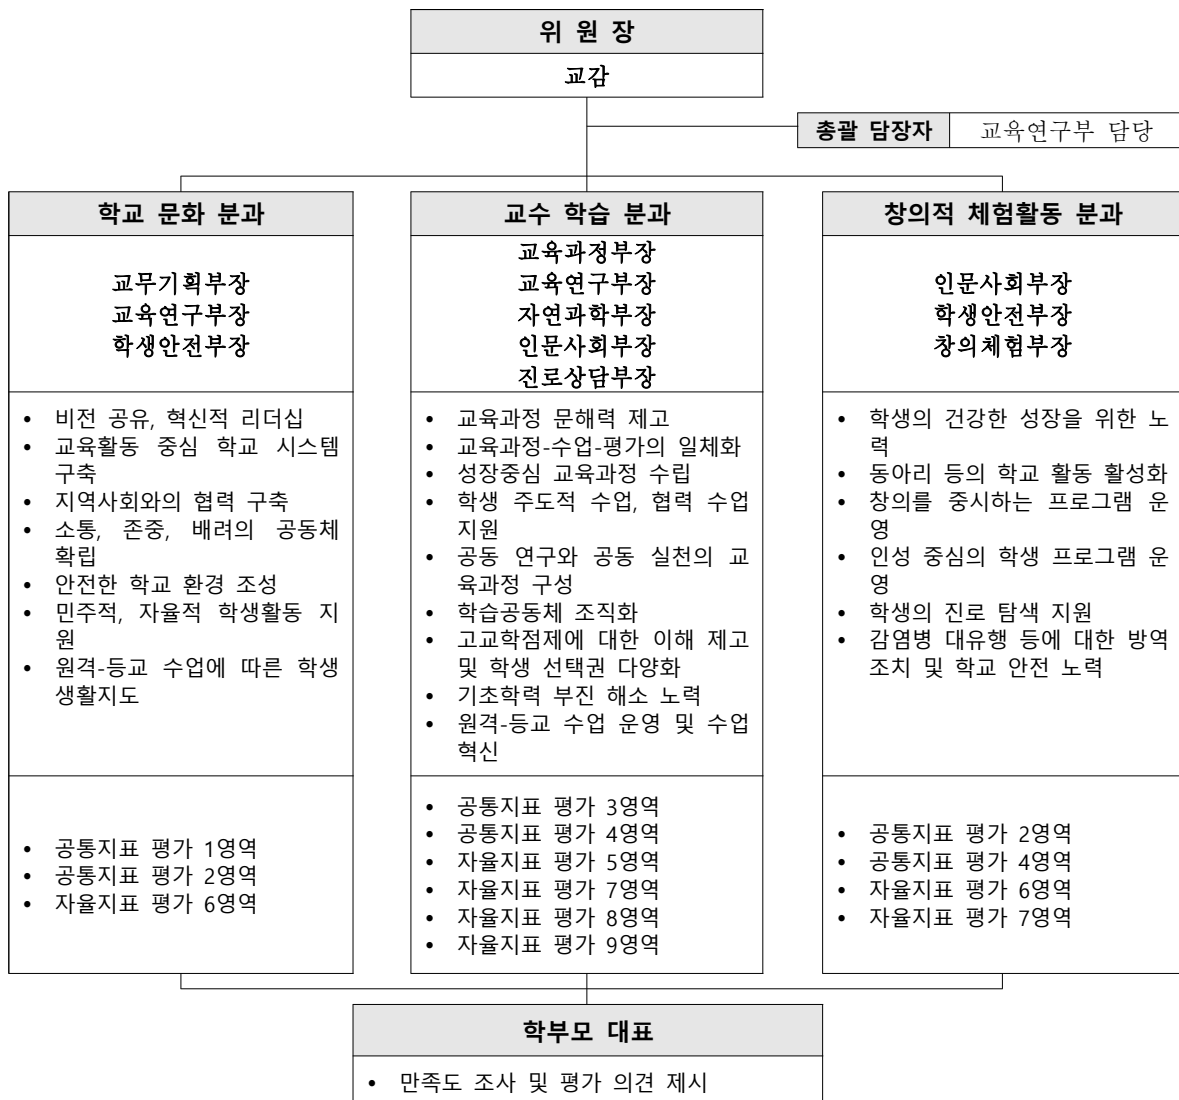 위 원 장
교감
총괄 담장자 교육연구부 담당
학교 문화 분과
교무기획부장
교육연구부장
학생안전부장
• 비전 공유, 혁신적 리더십
• 교육활동 중심 학교 시스템
구축
• 지역사회와의 협력 구축
• 소통, 존중, 배려의 공동체
확립
• 안전한 학교 환경 조성
• 민주적, 자율적 학생활동 지
원
• 원격-등교 수업에 따른 학생
생활지도
• 공통지표 평가 1영역
• 공통지표 평가 2영역
• 자율지표 평가 6영역
교수 학습 분과
교육과정부장
교육연구부장
자연과학부장
인문사회부장
진로상담부장
• 교육과정 문해력 제고
• 교육과정-수업-평가의 일체화
• 성장중심 교육과정 수립
• 학생 주도적 수업, 협력 수업
지원
• 공동 연구와 공동 실천의 교
육과정 구성
• 학습공동체 조직화
• 고교학점제에 대한 이해 제고
및 학생 선택권 다양화
• 기초학력 부진 해소 노력
• 원격-등교 수업 운영 및 수업
혁신
• 공통지표 평가 3영역
• 공통지표 평가 4영역
• 자율지표 평가 5영역
• 자율지표 평가 7영역
• 자율지표 평가 8영역
• 자율지표 평가 9영역
창의적 체험활동 분과
인문사회부장
학생안전부장
창의체험부장
• 학생의 건강한 성장을 위한 노
력
• 동아리 등의 학교 활동 활성화
• 창의를 중시하는 프로그램 운
영
• 인성 중심의 학생 프로그램 운
영
• 학생의 진로 탐색 지원
• 감염병 대유행 등에 대한 방역
조치 및 학교 안전 노력
• 공통지표 평가 2영역
• 공통지표 평가 4영역
• 자율지표 평가 6영역
• 자율지표 평가 7영역
학부모 대표
• 만족도 조사 및 평가 의견 제시